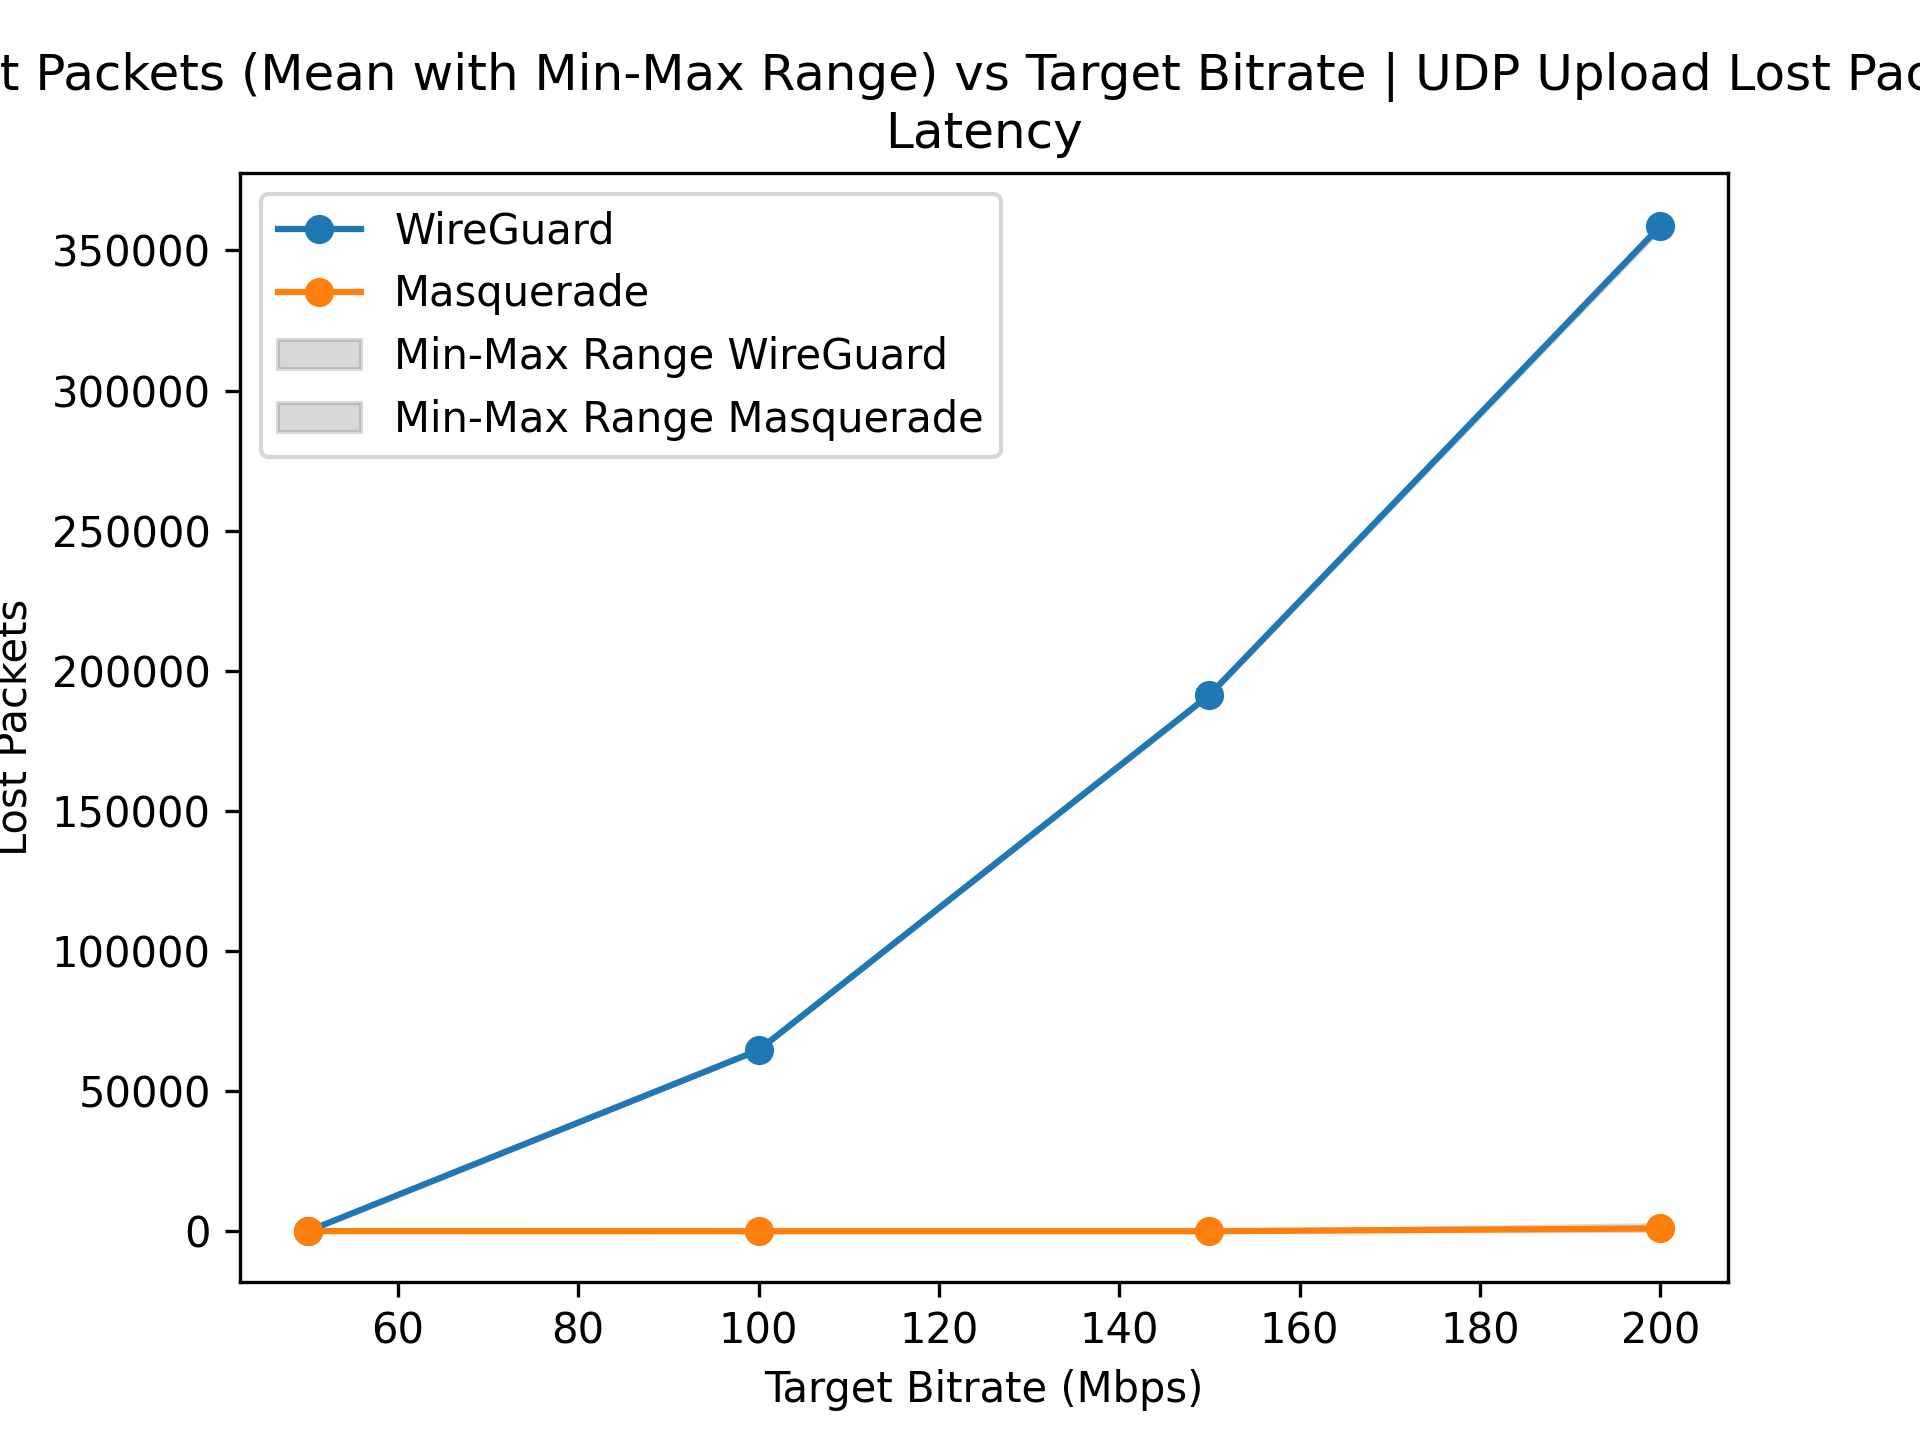 t Packets (Mean with Min-Max Range) vs Target Bitrate | UDP Upload Lost Pac
Latency
WireGuard
Masquerade
Min-Max Range WireGuard
Min-Max Range Masquerade
350000
300000
250000
200000
150000
100000
50000
0
Lost Packets
60 80 100 120 140 160 180 200
Target Bitrate (Mbps)